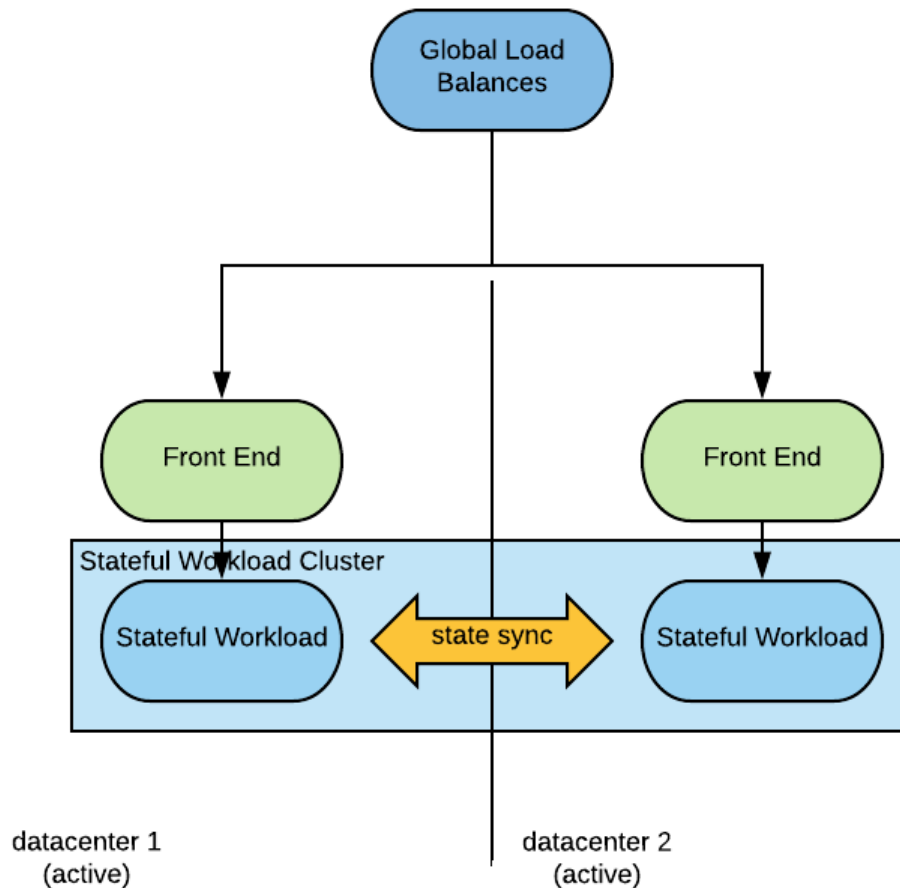 Global Load
Balances
Front End
Front End
Stateful Workload Cluster
Stateful Workload
state sync
Stateful Workload
datacenter 1
(active)
datacenter 2
(active)